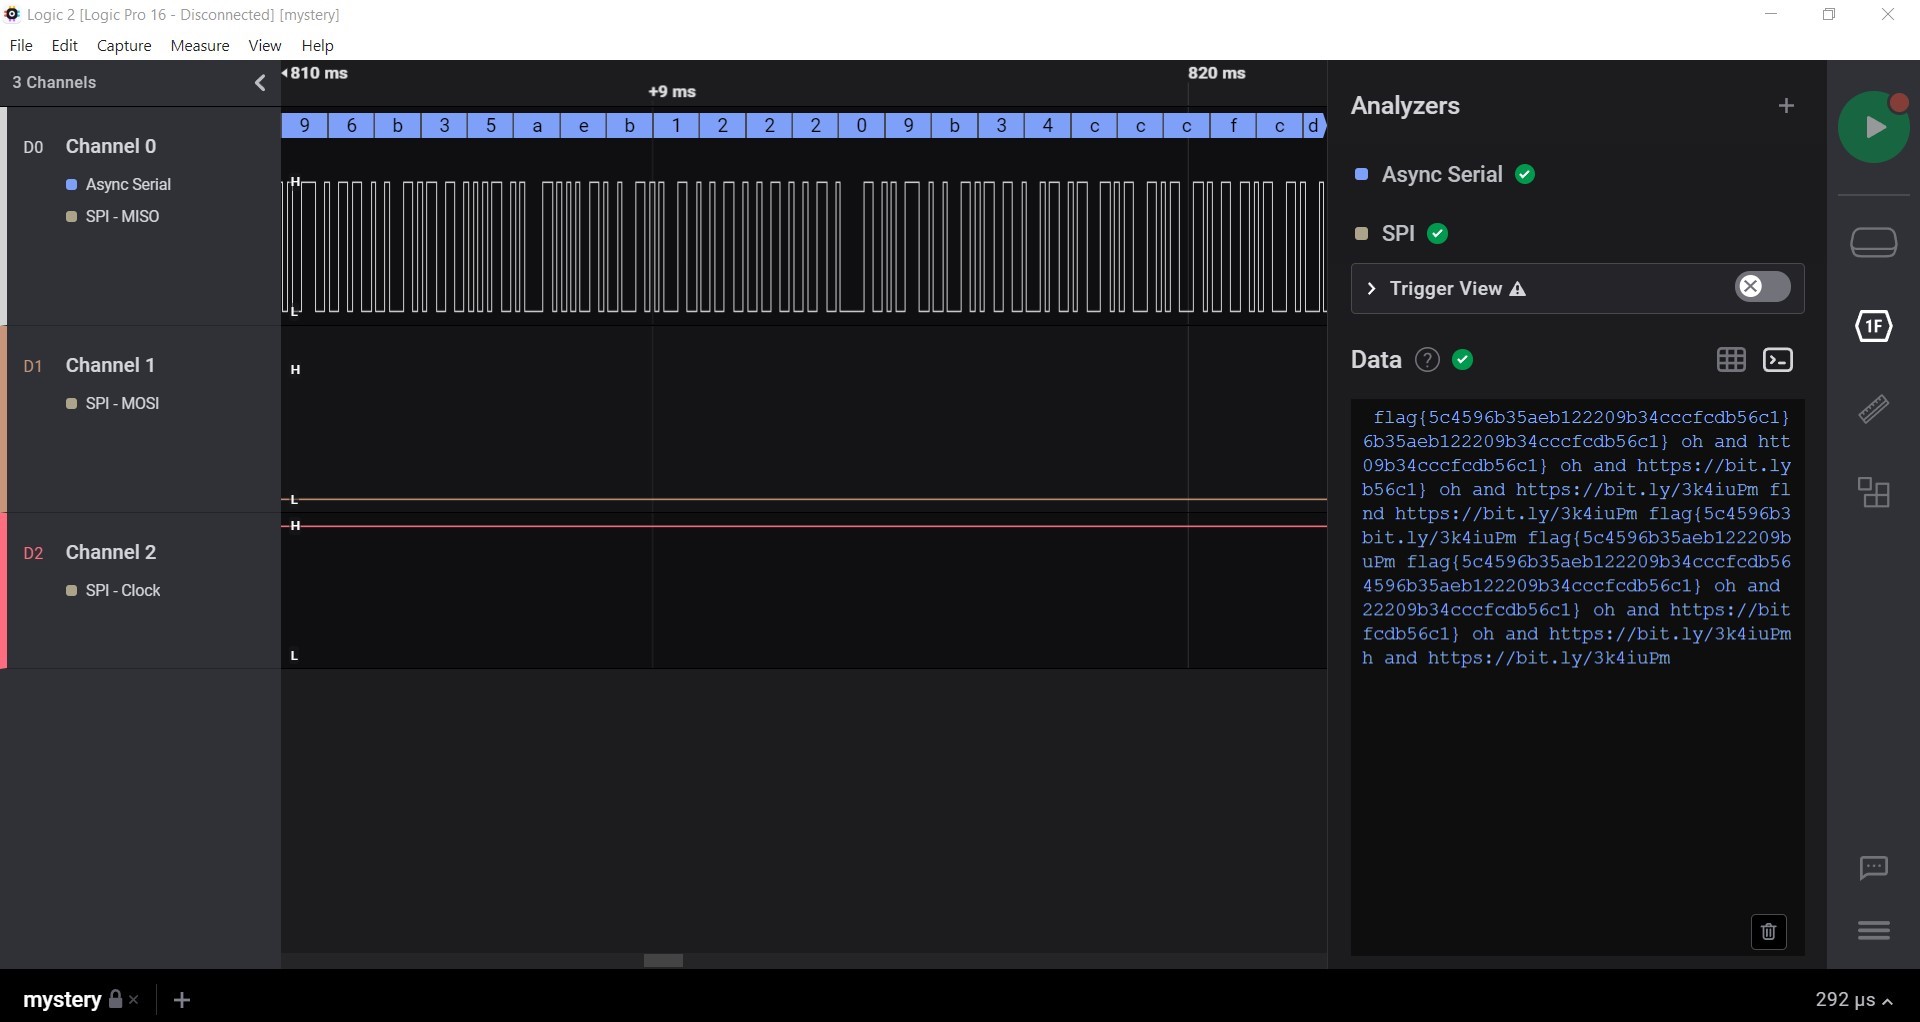 Logic 2 [Logic Pro 16 - Disconnected] [mystery]
File Edit Capture Measure View Help
3 Channels
810 ms
820 ms
+9 ms
9 6 b 3 5 a e b 1 2 2 2 0 9 b 3 4 c c c f c d
D0 Channel 0
Async Serial
SPI - MISO
H
L
D1 Channel 1
SPI - MOSI
H
L
D2 Channel 2
SPI - Clock
H
L
Analyzers
Async Serial
SPI
Trigger View
Data
flag{5c4596b35aeb122209b34cccfcdb56c1}
6b35aeb122209b34cccfcdb56c1} oh and htt
09b34cccfcdb56c1} oh and https://bit.ly
b56c1} oh and https://bit.ly/3k4iuPm fl
nd https://bit.ly/3k4iuPm flag{5c4596b3
bit.ly/3k4iuPm flag{5c4596b35aeb122209b
uPm flag{5c4596b35aeb122209b34cccfcdb56
4596b35aeb122209b34cccfcdb56c1} oh and
22209b34cccfcdb56c1} oh and https://bit
fcdb56c1} oh and https://bit.ly/3k4iuPm
h and https://bit.ly/3k4iuPm
1F
mystery
292 µs